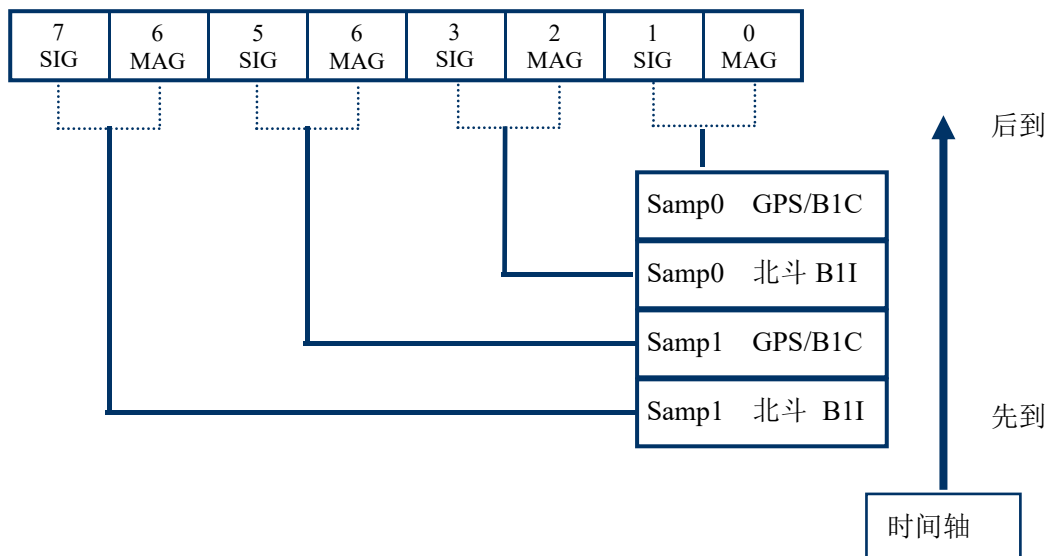 7 6 5 6 3 2 1 0
SIG MAG SIG MAG SIG MAG SIG MAG
后到
Samp0 GPS/B1C
Samp0 北斗 B1I
Samp1 GPS/B1C
Samp1 北斗 B1I
先到
时间轴